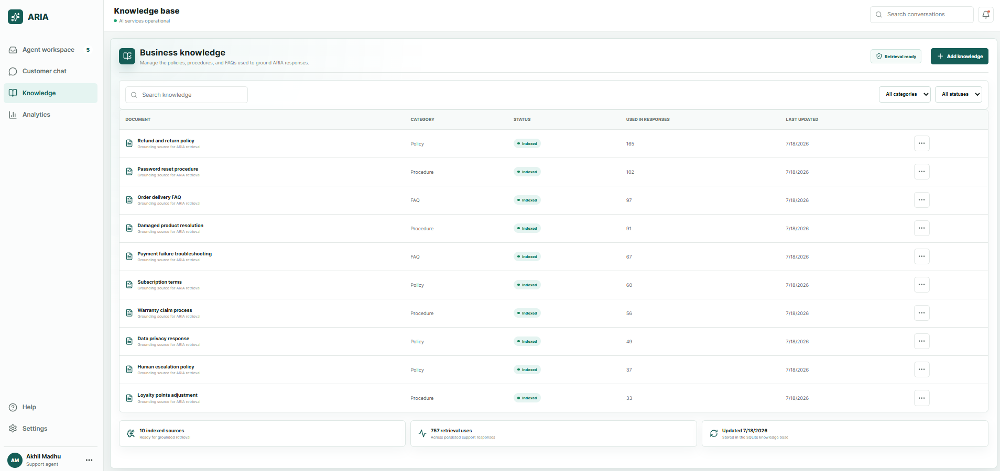 ARIA
Agent workspace 5
Customer chat
Knowledge
Analytics
Help
Settings
AM
Akhil Madhu
Support agent
Knowledge base
AI services operational
Search conversations
Business knowledge
Manage the policies, procedures, and FAQs used to ground ARIA responses.
Retrieval ready
Add knowledge
Search knowledge
All categories
All statuses
DOCUMENT CATEGORY STATUS USED IN RESPONSES LAST UPDATED
Refund and return policy
Grounding source for ARIA retrieval
Policy Indexed 165 7/18/2026
Password reset procedure
Grounding source for ARIA retrieval
Procedure Indexed 102 7/18/2026
Order delivery FAQ
Grounding source for ARIA retrieval
FAQ Indexed 97 7/18/2026
Damaged product resolution
Grounding source for ARIA retrieval
Procedure Indexed 91 7/18/2026
Payment failure troubleshooting
Grounding source for ARIA retrieval
FAQ Indexed 67 7/18/2026
Subscription terms
Grounding source for ARIA retrieval
Policy Indexed 60 7/18/2026
Warranty claim process
Grounding source for ARIA retrieval
Procedure Indexed 56 7/18/2026
Data privacy response
Grounding source for ARIA retrieval
Policy Indexed 49 7/18/2026
Human escalation policy
Grounding source for ARIA retrieval
Policy Indexed 37 7/18/2026
Loyalty points adjustment
Grounding source for ARIA retrieval
Procedure Indexed 33 7/18/2026
10 indexed sources
Ready for grounded retrieval
757 retrieval uses
Across persisted support responses
Updated 7/18/2026
Stored in the SQLite knowledge base